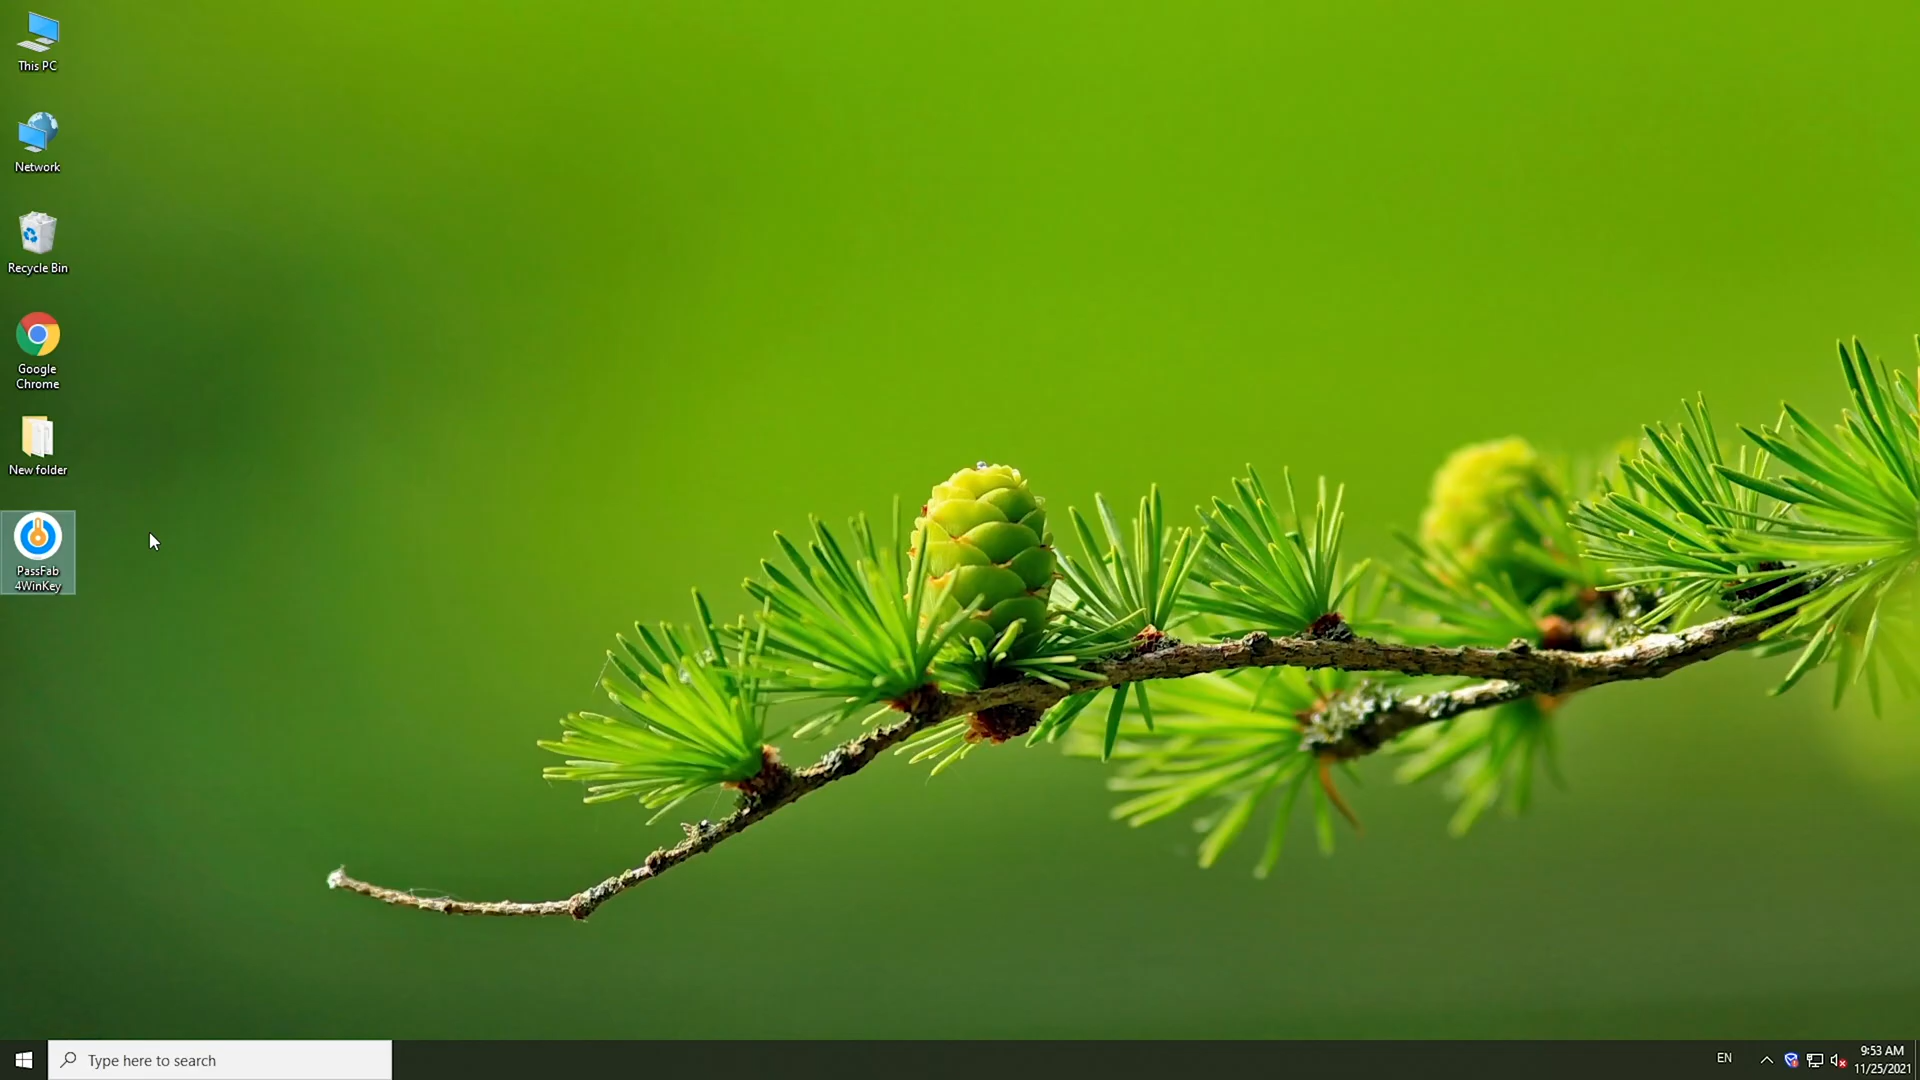 This PC
Network
Recycle Bin
Google
Chrome
New folder
PassFab
4WinKey
Type here to search
EN
9:53 AM
11/25/2021